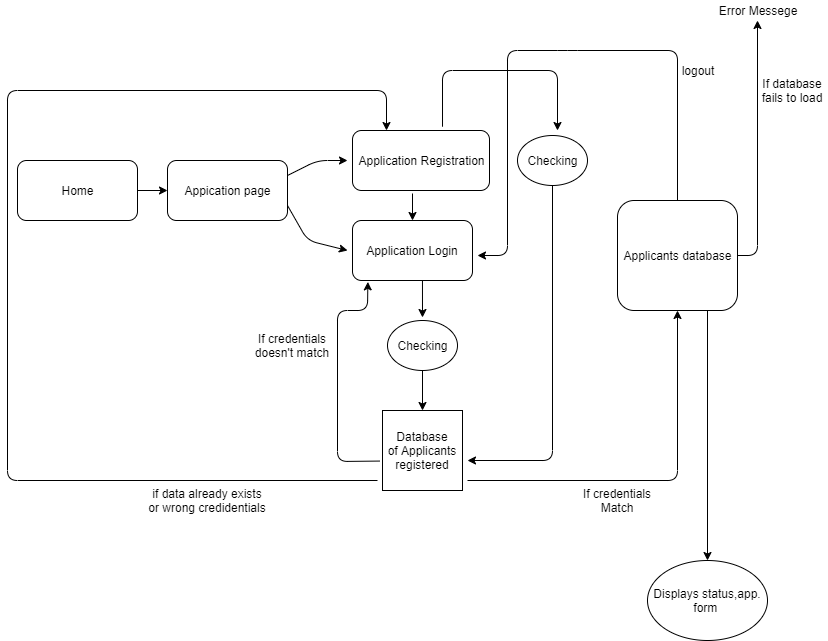 Error Messege
logout
If database
fails to load
Application Registration
Checking
Home
Appication page
Application Login
Applicants database
If credentials
doesn't match
Checking
Database
of Applicants
registered
if data already exists
or wrong credidentials
If credentials
Match
Displays status,app.
form